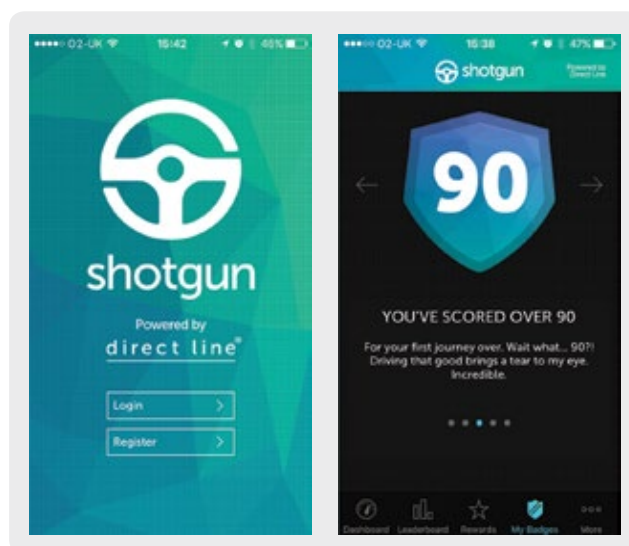 O2-UK 15:42 45%
shotgun
Powered by
direct line®
Login
Register
O2-UK 15:38 47%
shotgun
Powered by
Direct Line
90
YOU'VE SCORED OVER 90
For your first journey over. Wait what... 90?!
Driving that good brings a tear to my eye.
Incredible.
Dashboard Leaderboard Rewards My Badges More